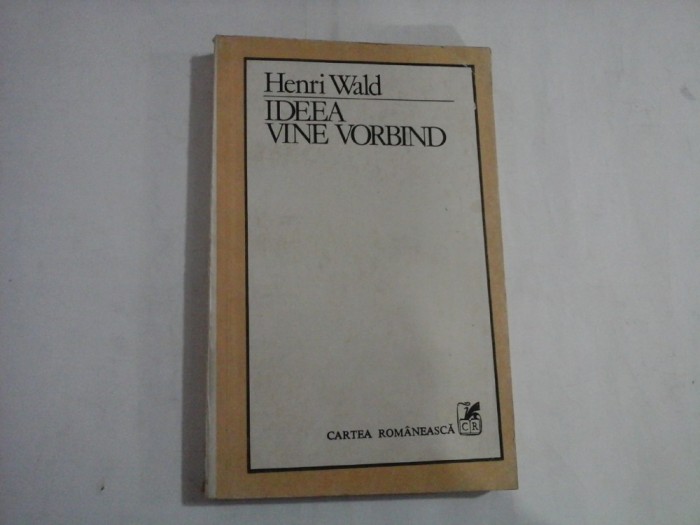 Henri Wald
IDEEA
VINE VORBIND
CARTEA ROMÂNEASCĂ
CR